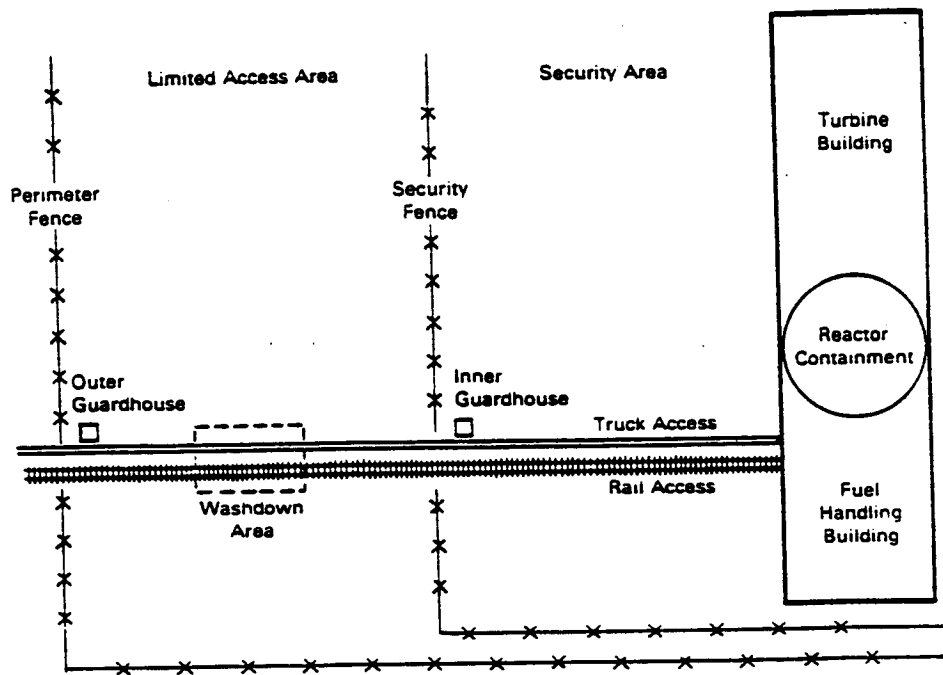 Limited Access Area
Security Area
Turbine
Building
Perimeter
Fence
Security
Fence
Reactor
Containment
Outer
Guardhouse
Inner
Guardhouse
Truck Access
Rail Access
Washdown
Area
Fuel
Handling
Building